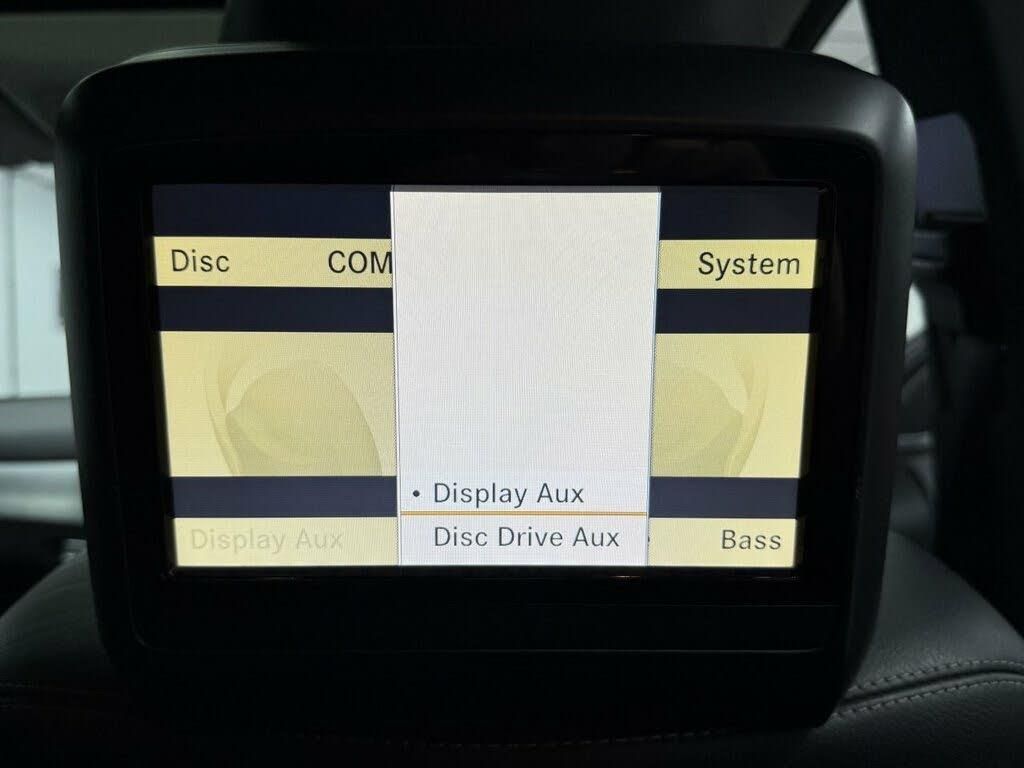 Disc COM System
Display Aux
Disc Drive Aux
Display Aux Bass